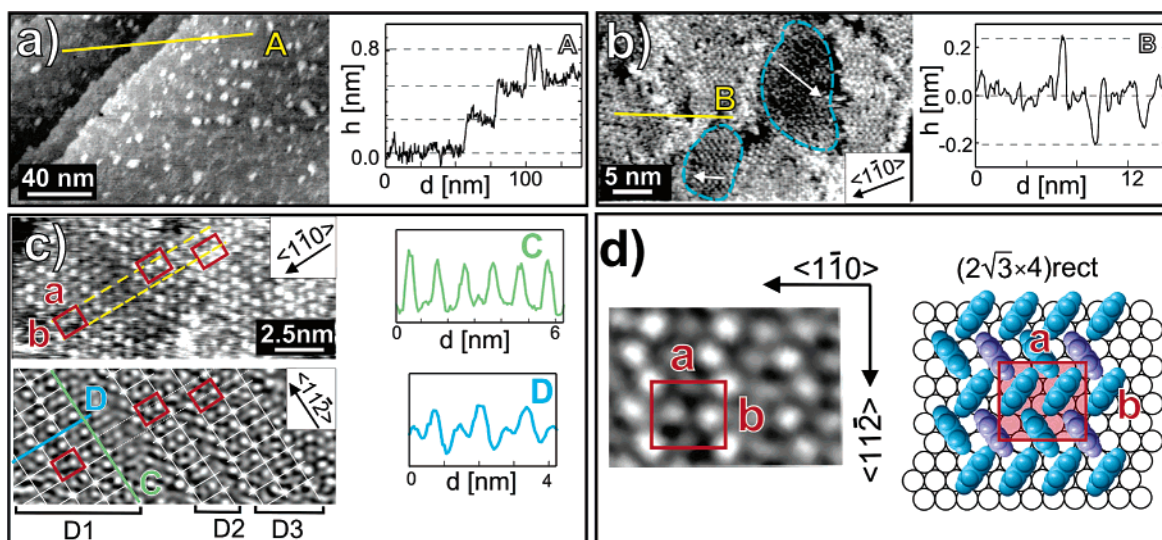 a)
A
40 nm
A
h [nm]
0.8
0.0
0
100
d [nm]
b)
B
5 nm
<11̅0>
B
h [nm]
0.2
0.0
-0.2
0
12
d [nm]
c)
<11̅0>
a
b
2.5nm
C
0
6
d [nm]
D
<112̅>
C
D1
D2
D3
D
0
4
d [nm]
d)
<11̅0>
<112̅>
a
b
(2√3×4)rect
a
b